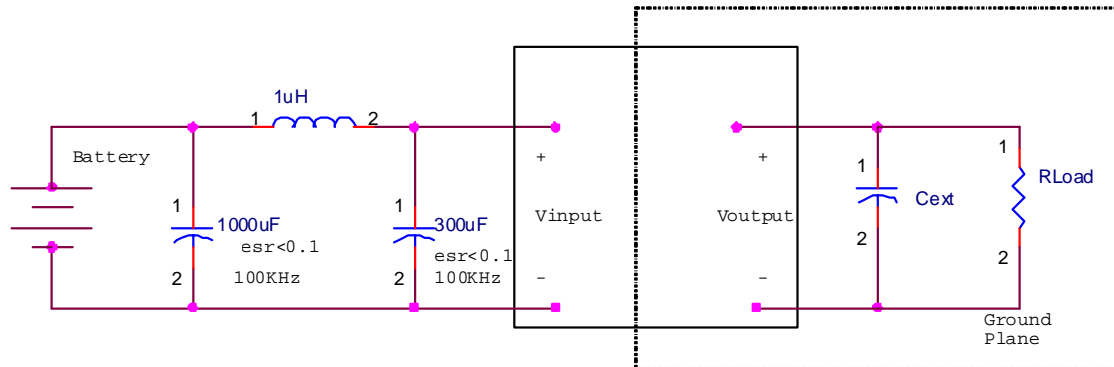 1uH
1
2
Battery
1
1000uF
esr<0.1
2
100KHz
1
300uF
esr<0.1
2
100KHz
+
Vinput
-
+
Voutput
-
1
Cext
2
1
RLoad
2
Ground
Plane